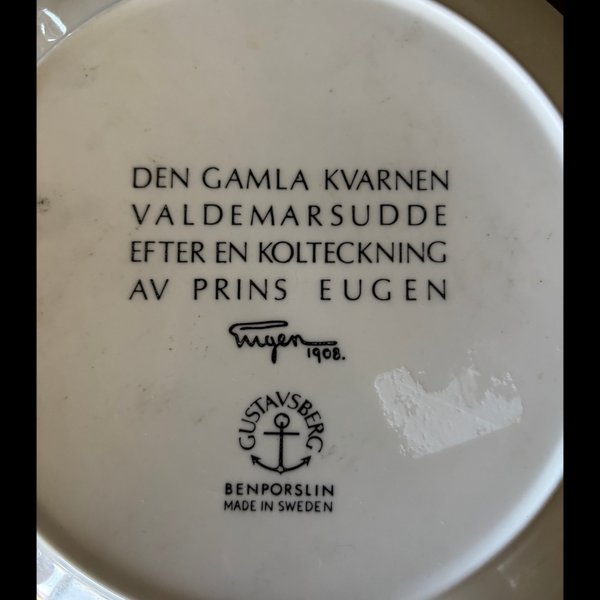 DEN GAMLA KVARNEN
VALDEMARSUDDE
EFTER EN KOLTECKNING
AV PRINS EUGEN
Eugen
1908.
GUSTAVSBERG
BENPORSLIN
MADE IN SWEDEN